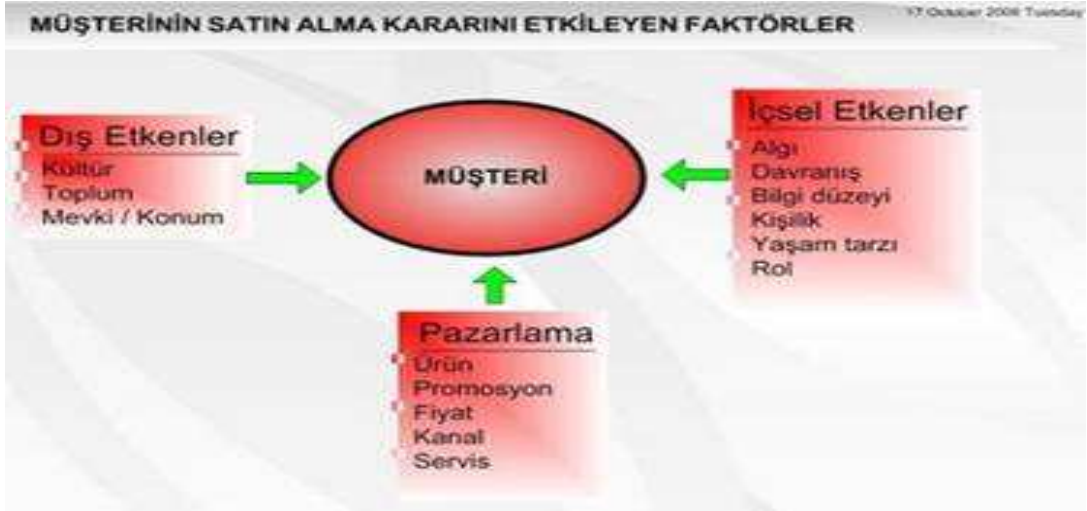 MÜŞTERİNİN SATIN ALMA KARARINI ETKİLEYEN FAKTÖRLER
17 October 2006 Tuesday
Dış Etkenler
Kültür
Toplum
Mevki / Konum
MÜŞTERİ
İçsel Etkenler
Algı
Davranış
Bilgi düzeyi
Kişilik
Yaşam tarzı
Rol
Pazarlama
Ürün
Promosyon
Fiyat
Kanal
Servis